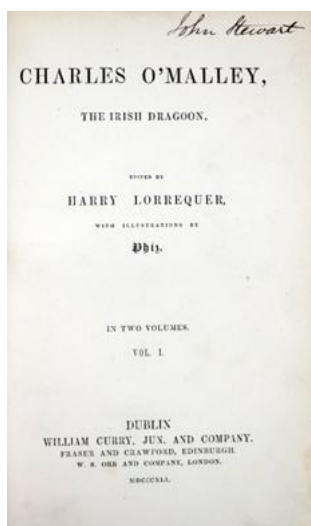 John Stewart
CHARLES O'MALLEY,
THE IRISH DRAGOON.
EDITED BY
HARRY LORREQUER,
WITH ILLUSTRATIONS BY
Phiz.
IN TWO VOLUMES.
VOL. I.
DUBLIN
WILLIAM CURRY, JUN. AND COMPANY.
FRASER AND CRAWFORD, EDINBURGH.
W. S. ORR AND COMPANY, LONDON.
MDCCCXLI.